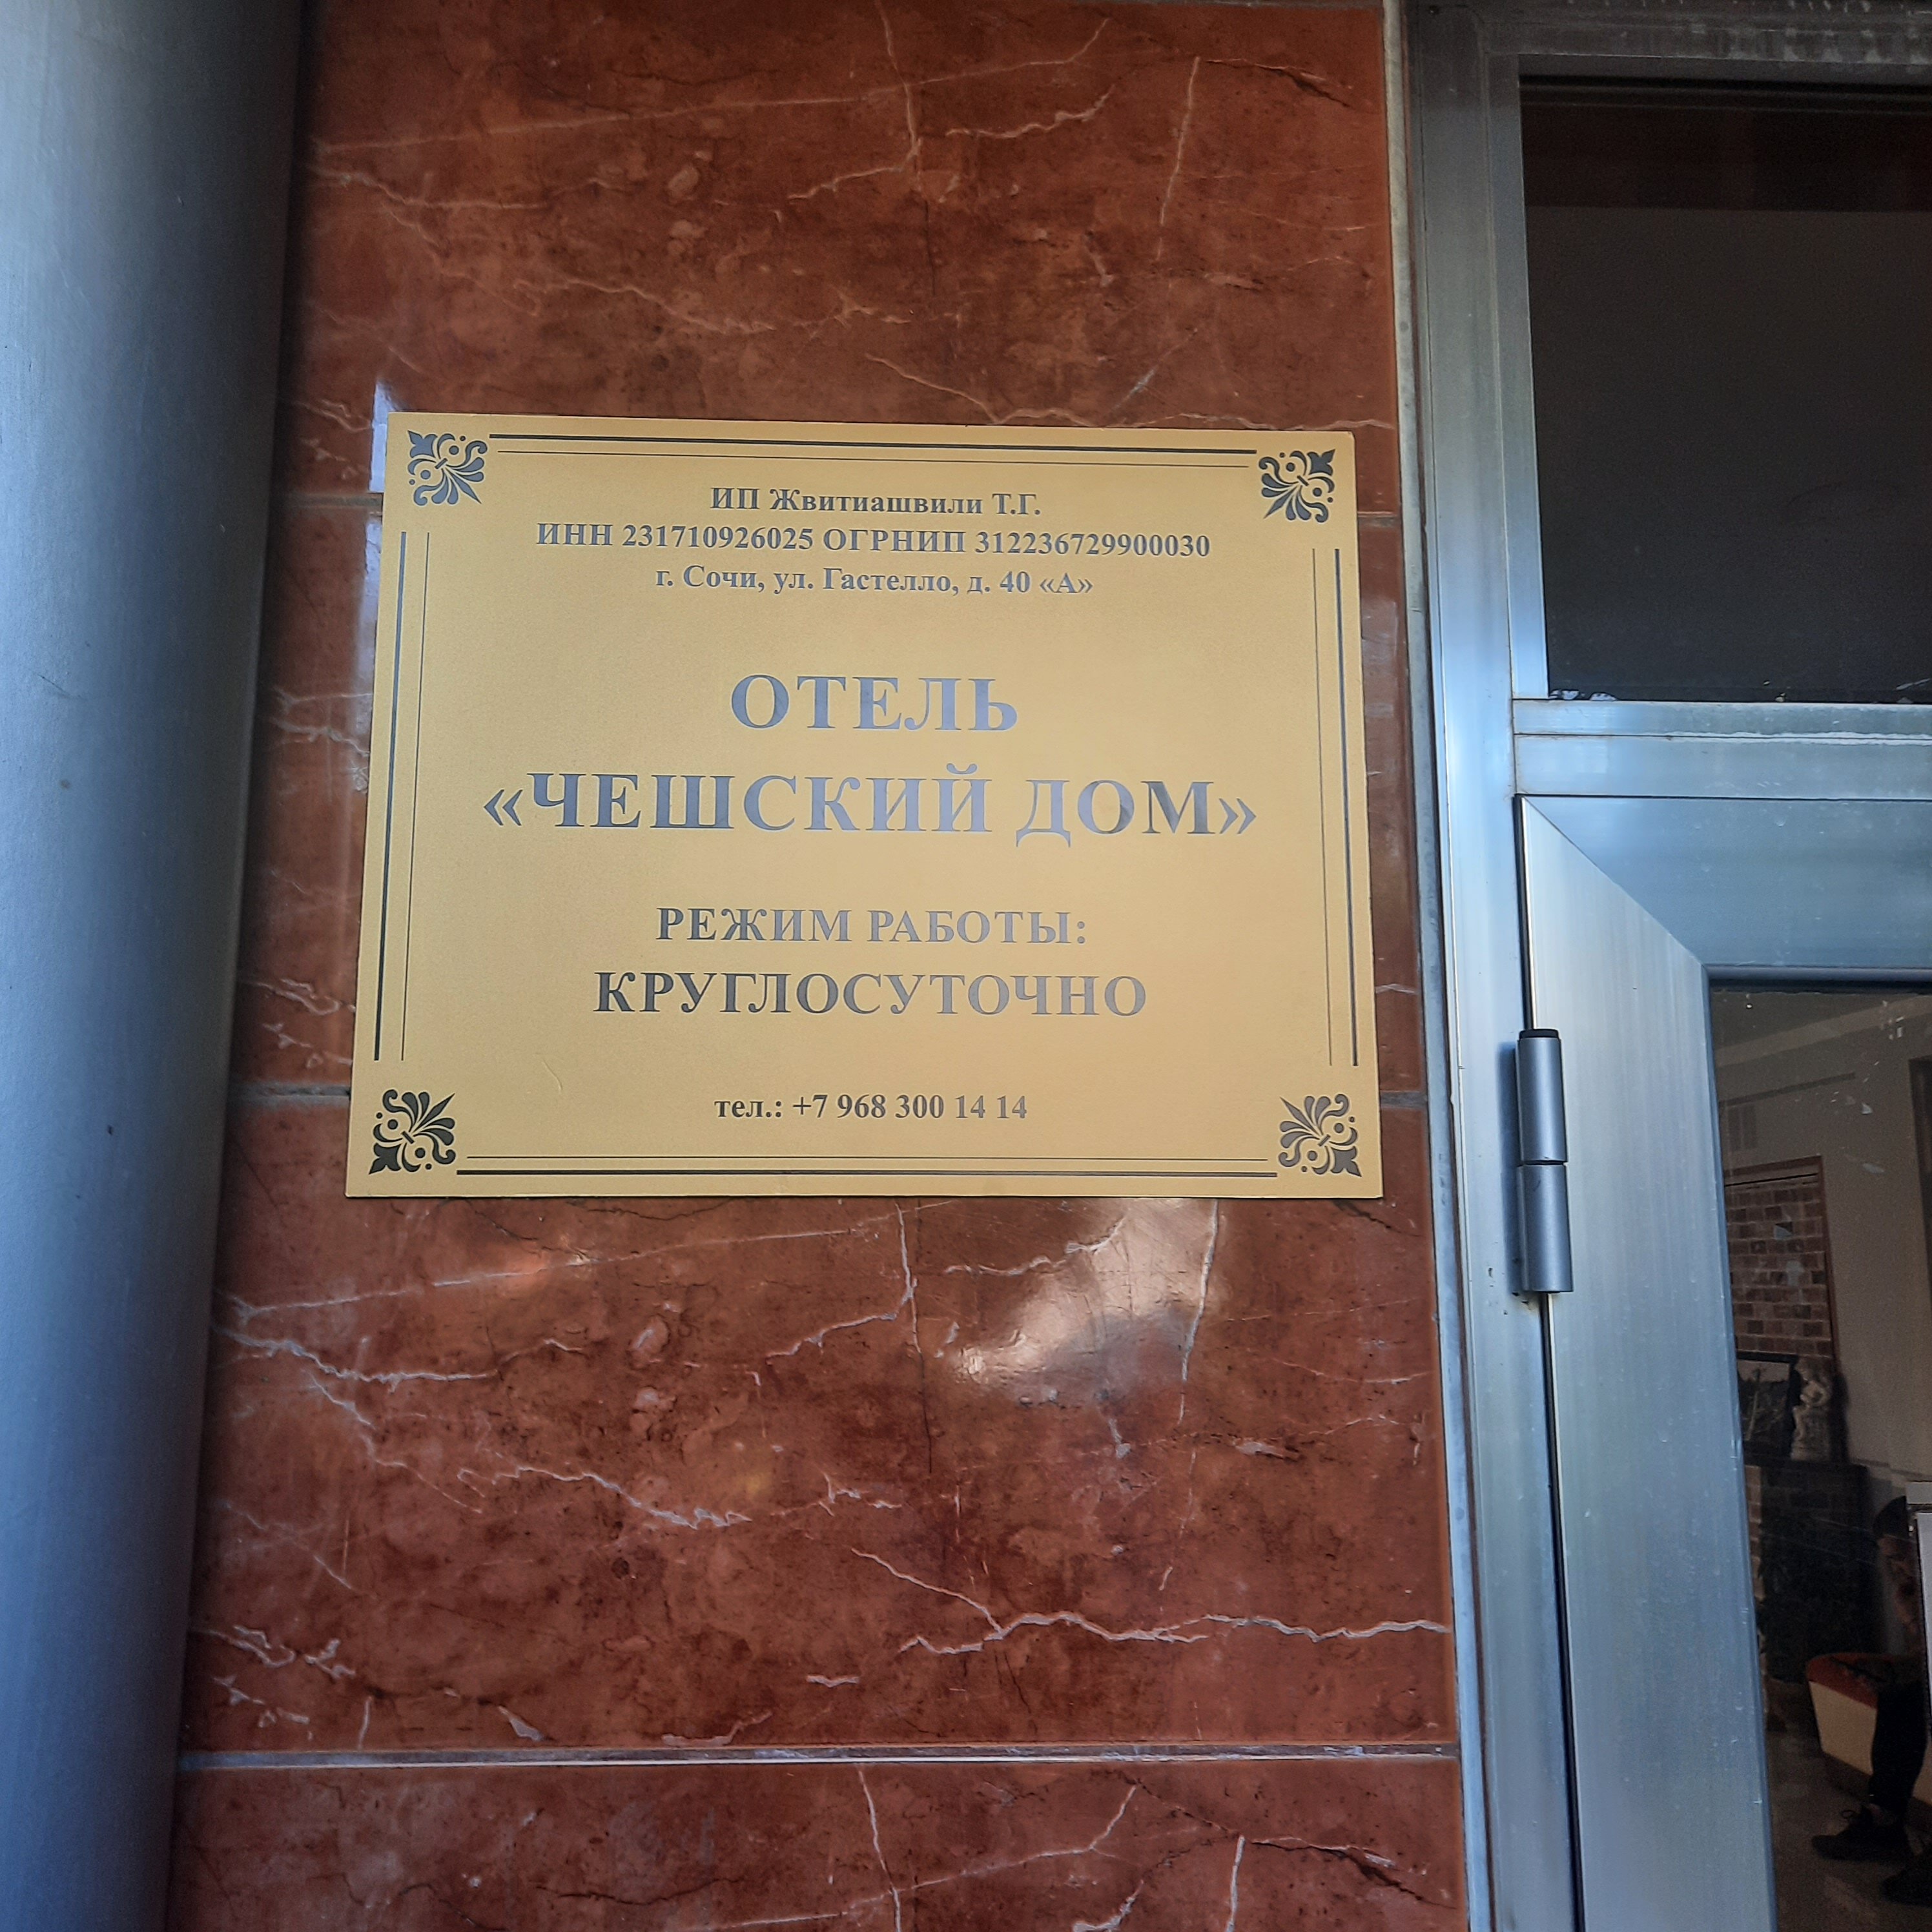 ИП Жвитиашвили Т.Г.
ИНН 231710926025 ОГРНИП 312236729900030
г. Сочи, ул. Гастелло, д. 40 «А»
ОТЕЛЬ
«ЧЕШСКИЙ ДОМ»
РЕЖИМ РАБОТЫ:
КРУГЛОСУТОЧНО
тел.: +7 968 300 14 14